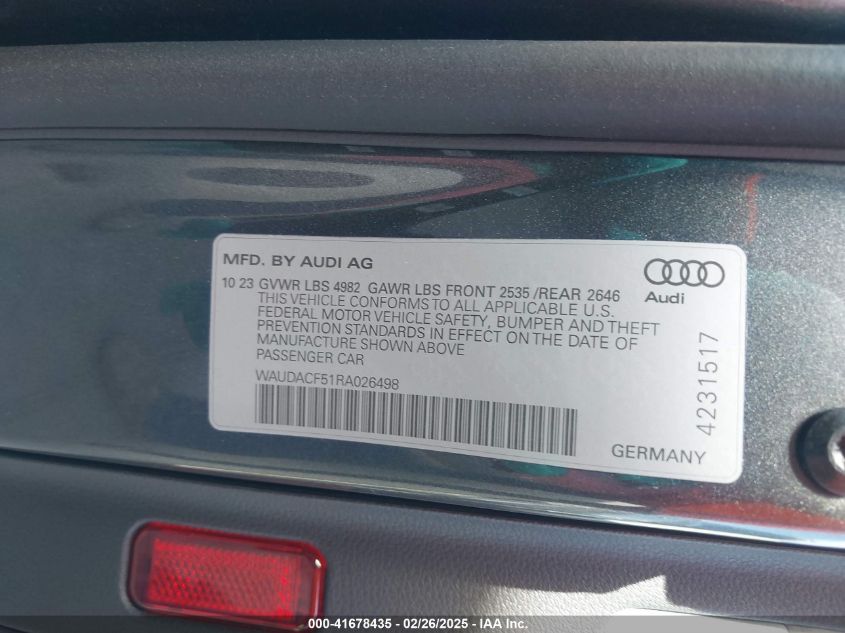 MFD. BY AUDI AG
10 23 GVWR LBS 4982 GAWR LBS FRONT 2535 /REAR 2646
THIS VEHICLE CONFORMS TO ALL APPLICABLE U.S.
FEDERAL MOTOR VEHICLE SAFETY, BUMPER AND THEFT
PREVENTION STANDARDS IN EFFECT ON THE DATE OF
MANUFACTURE SHOWN ABOVE
PASSENGER CAR
WAUDACF51RA026498
Audi
4231517
GERMANY
©00-41678435 - 02/26/2025 - IAA Inc.